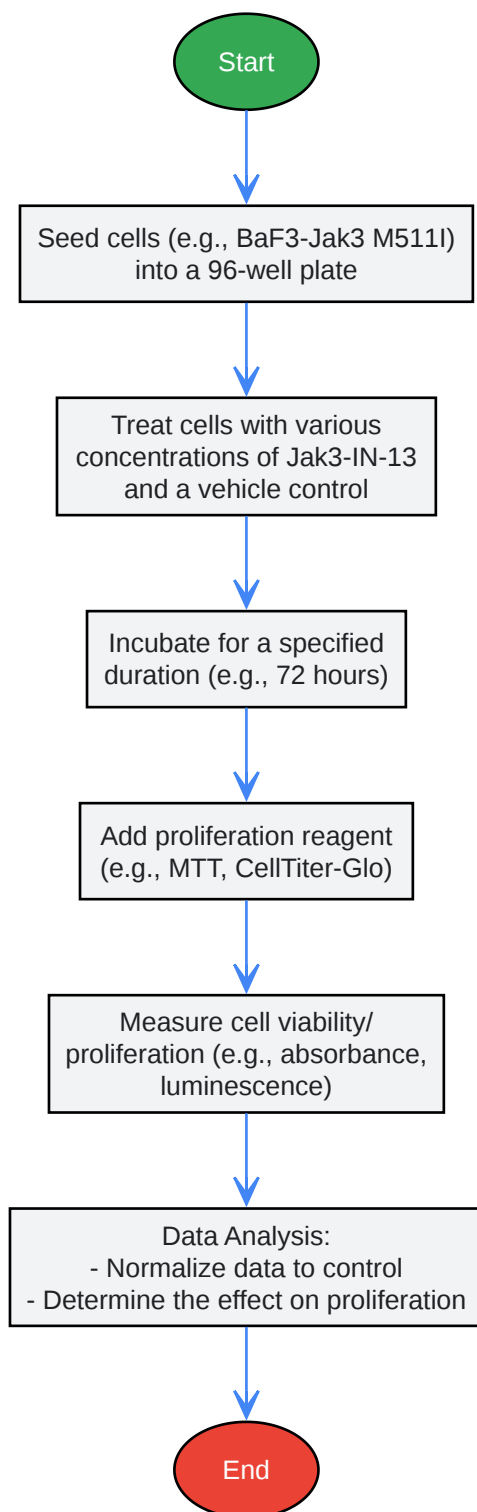 Start
Seed cells (e.g., BaF3-Jak3 M511I)
into a 96-well plate
Treat cells with various
concentrations of Jak3-IN-13
and a vehicle control
Incubate for a specified
duration (e.g., 72 hours)
Add proliferation reagent
(e.g., MTT, CellTiter-Glo)
Measure cell viability/
proliferation (e.g., absorbance,
luminescence)
Data Analysis:
- Normalize data to control
- Determine the effect on proliferation
End